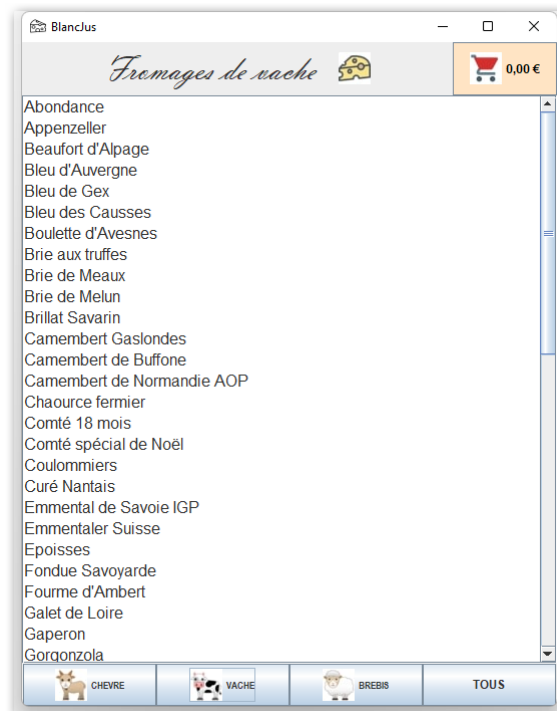 BlancJus
Fromages de vache
0,00 €
Abondance
Appenzeller
Beaufort d'Alpage
Bleu d'Auvergne
Bleu de Gex
Bleu des Causses
Boulette d'Avesnes
Brie aux truffes
Brie de Meaux
Brie de Melun
Brillat Savarin
Camembert Gaslondes
Camembert de Buffone
Camembert de Normandie AOP
Chaource fermier
Comté 18 mois
Comté spécial de Noël
Coulommiers
Curé Nantais
Emmental de Savoie IGP
Emmentaler Suisse
Epoisses
Fondue Savoyarde
Fourme d'Ambert
Galet de Loire
Gaperon
Gorgonzola
CHEVRE
VACHE
BREBIS
TOUS